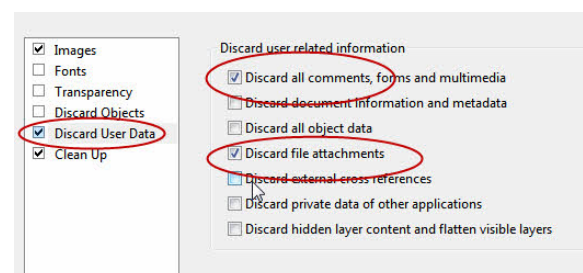 Images
Fonts
Transparency
Discard Objects
Discard User Data
Clean Up
Discard user related information
Discard all comments, forms and multimedia
Discard document information and metadata
Discard all object data
Discard file attachments
Discard external cross references
Discard private data of other applications
Discard hidden layer content and flatten visible layers